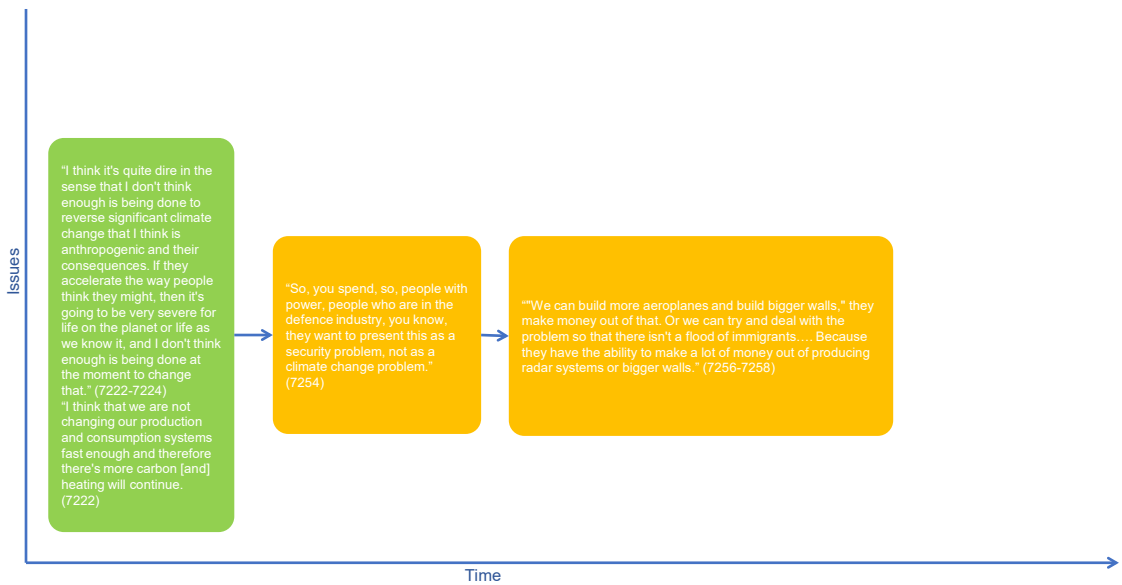 Issues
“I think it's quite dire in the
sense that I don't think
enough is being done to
reverse significant climate
change that I think is
anthropogenic and their
consequences. If they
accelerate the way people
think they might, then it's
going to be very severe for
life on the planet or life as
we know it, and I don't think
enough is being done at
the moment to change
that.” (7222-7224)
“I think that we are not
changing our production
and consumption systems
fast enough and therefore
there's more carbon [and]
heating will continue.
(7222)
“So, you spend, so, people with
power, people who are in the
defence industry, you know,
they want to present this as a
security problem, not as a
climate change problem.”
(7254)
“"We can build more aeroplanes and build bigger walls," they
make money out of that. Or we can try and deal with the
problem so that there isn't a flood of immigrants…. Because
they have the ability to make a lot of money out of producing
radar systems or bigger walls.” (7256-7258)
Time